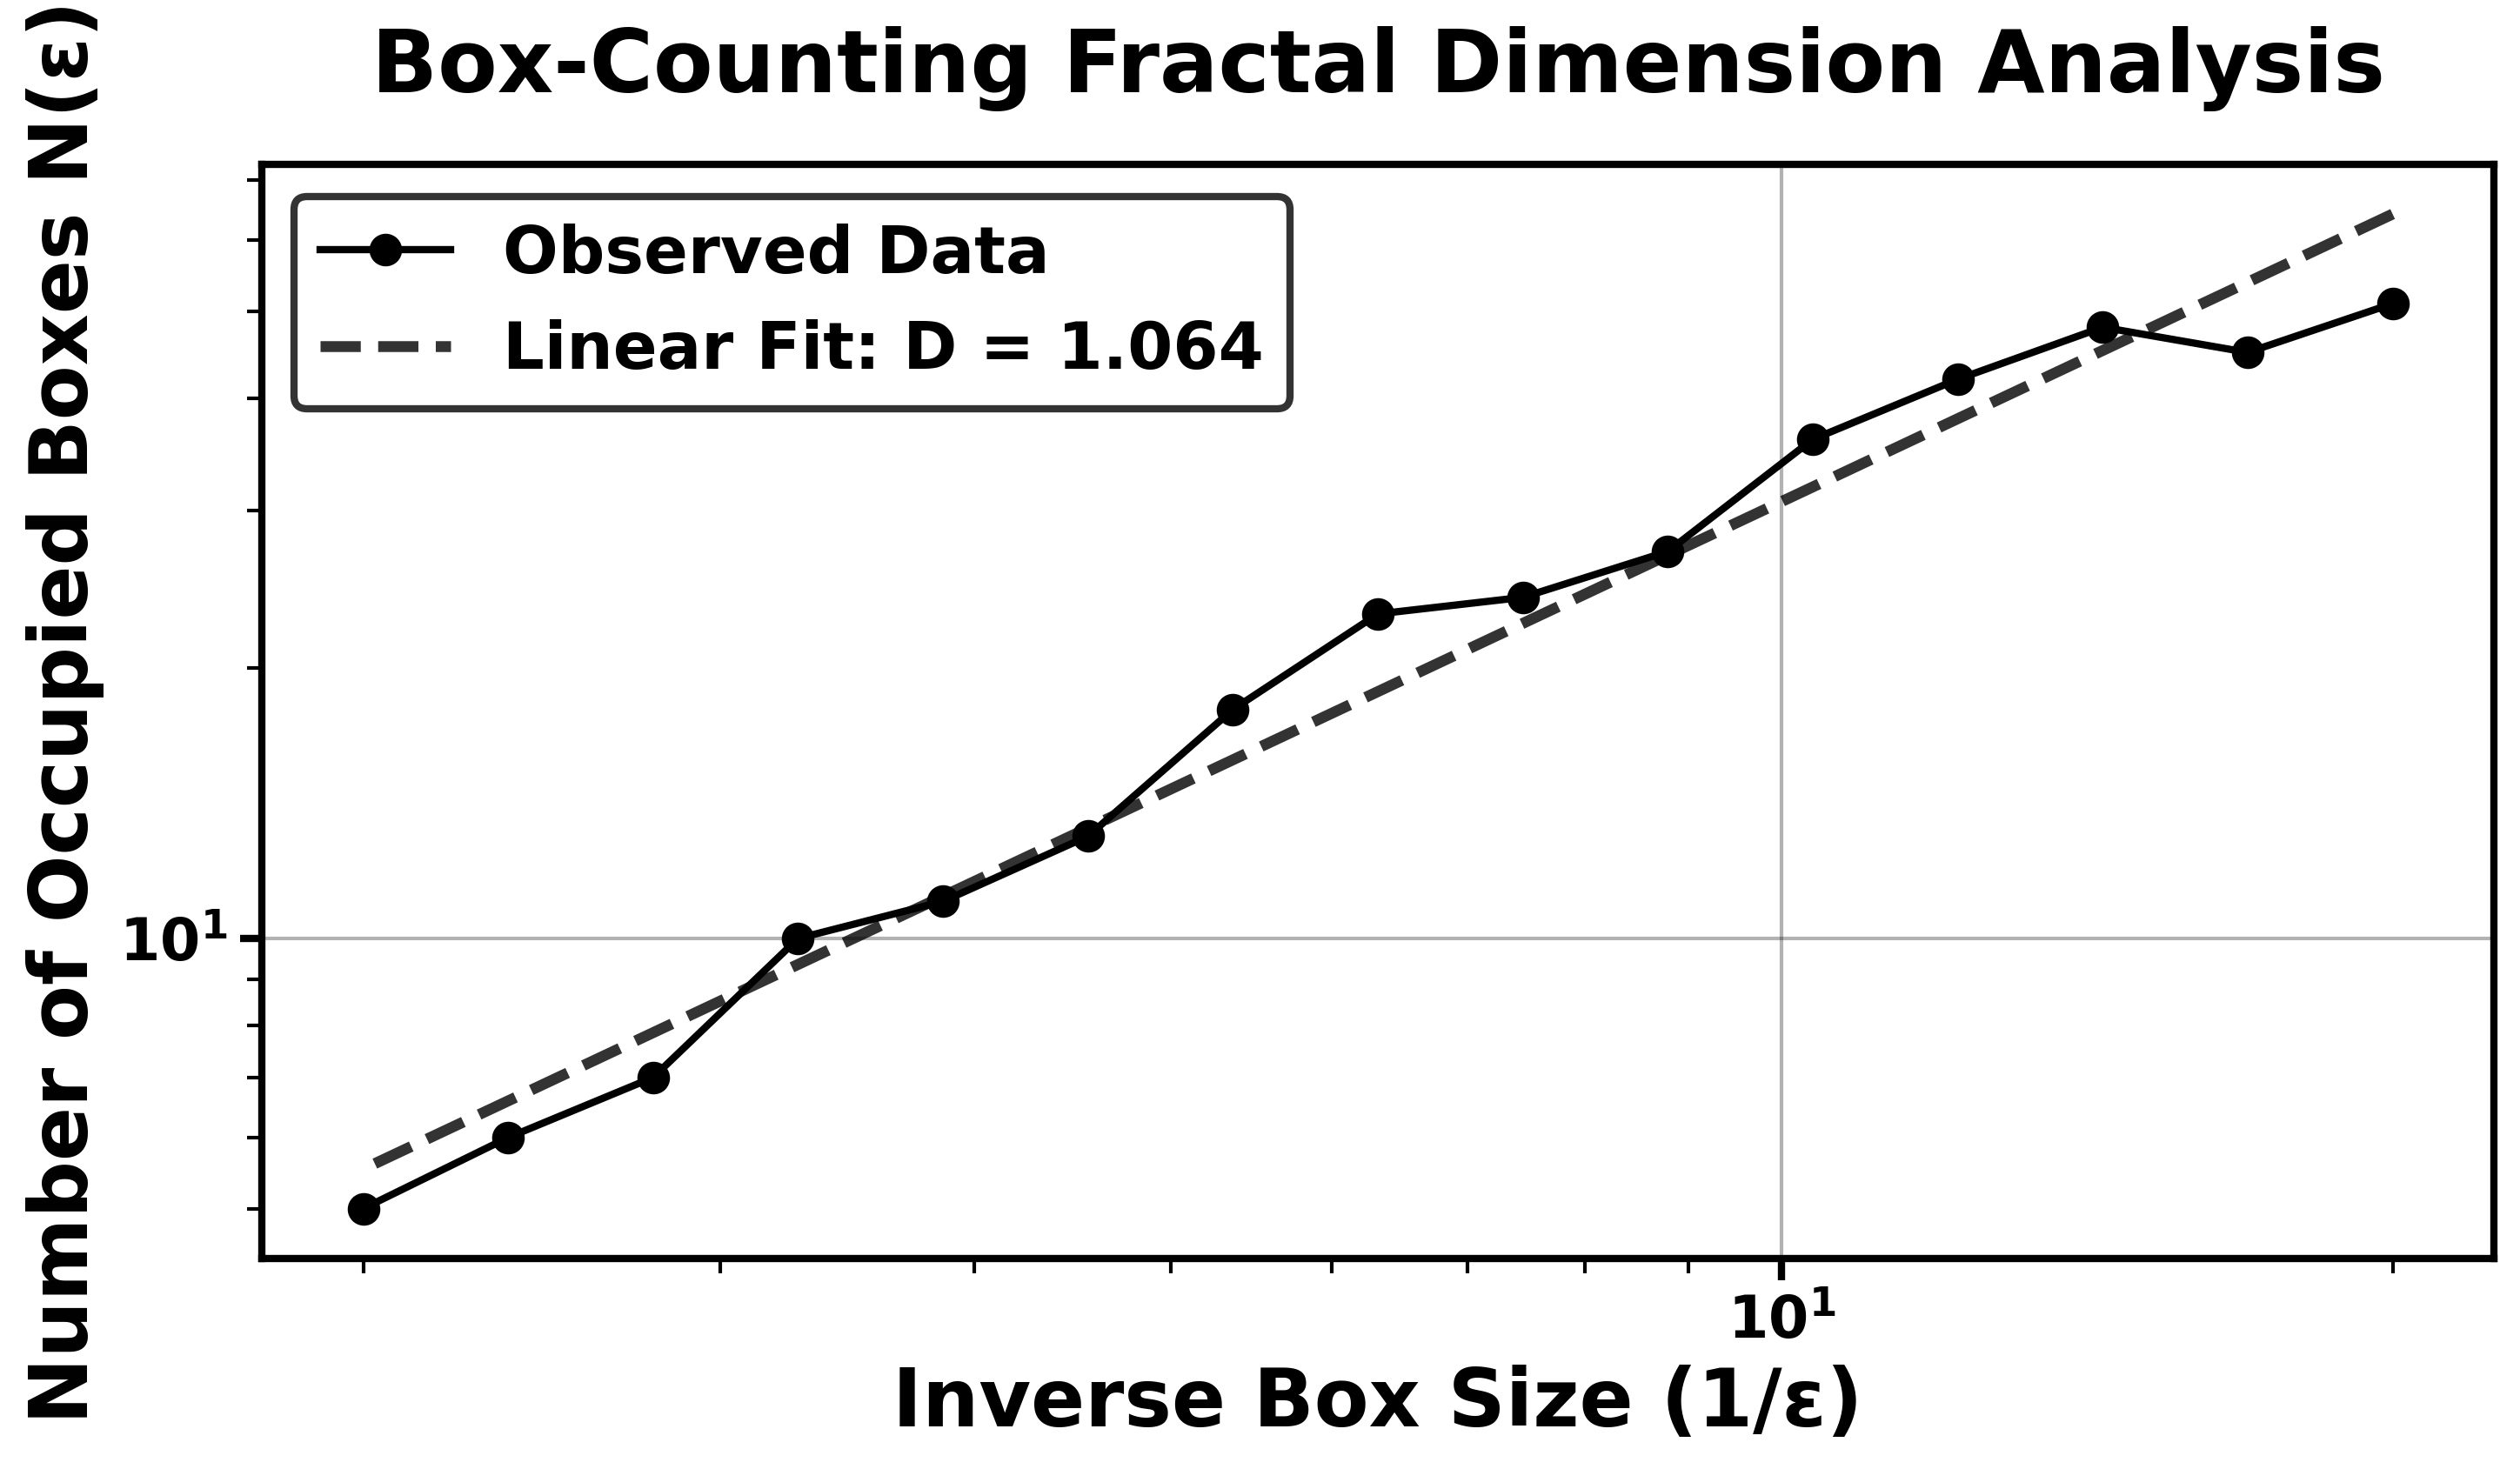 Box-Counting Fractal Dimension Analysis
Number of Occupied Boxes N(ε)
Observed Data
Linear Fit: D = 1.064
10¹
10¹
Inverse Box Size (1/ε)